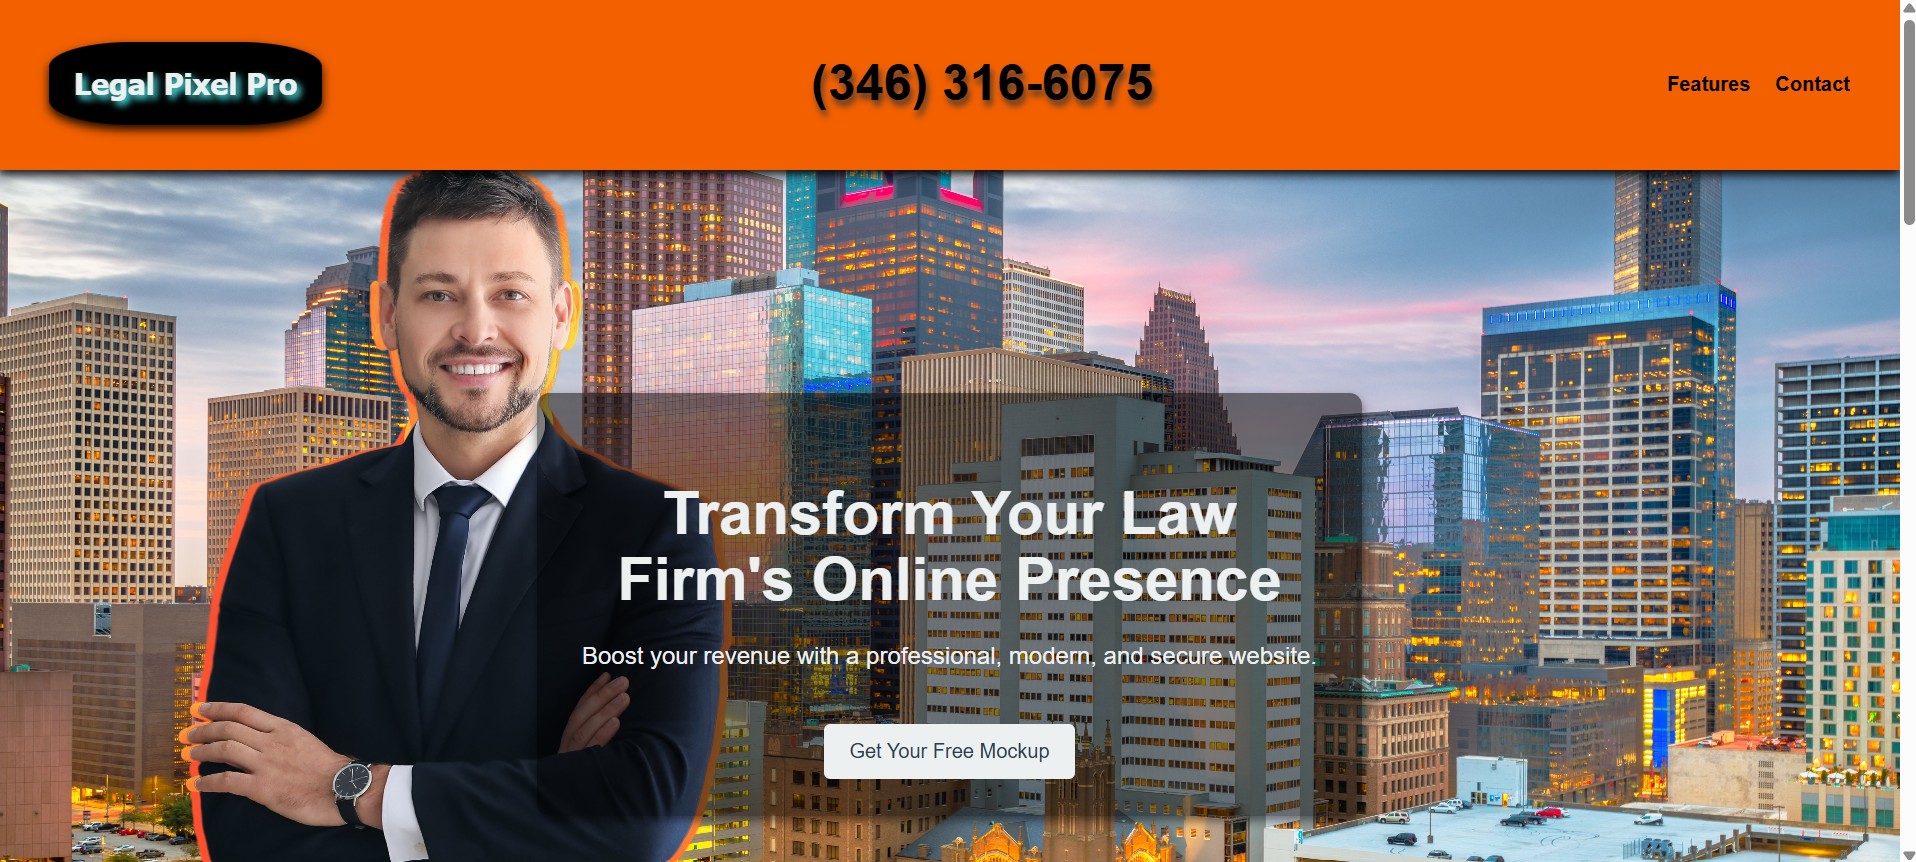 Legal Pixel Pro
(346) 316-6075
Features
Contact
Transform Your Law
Firm's Online Presence
Boost your revenue with a professional, modern, and secure website.
Get Your Free Mockup